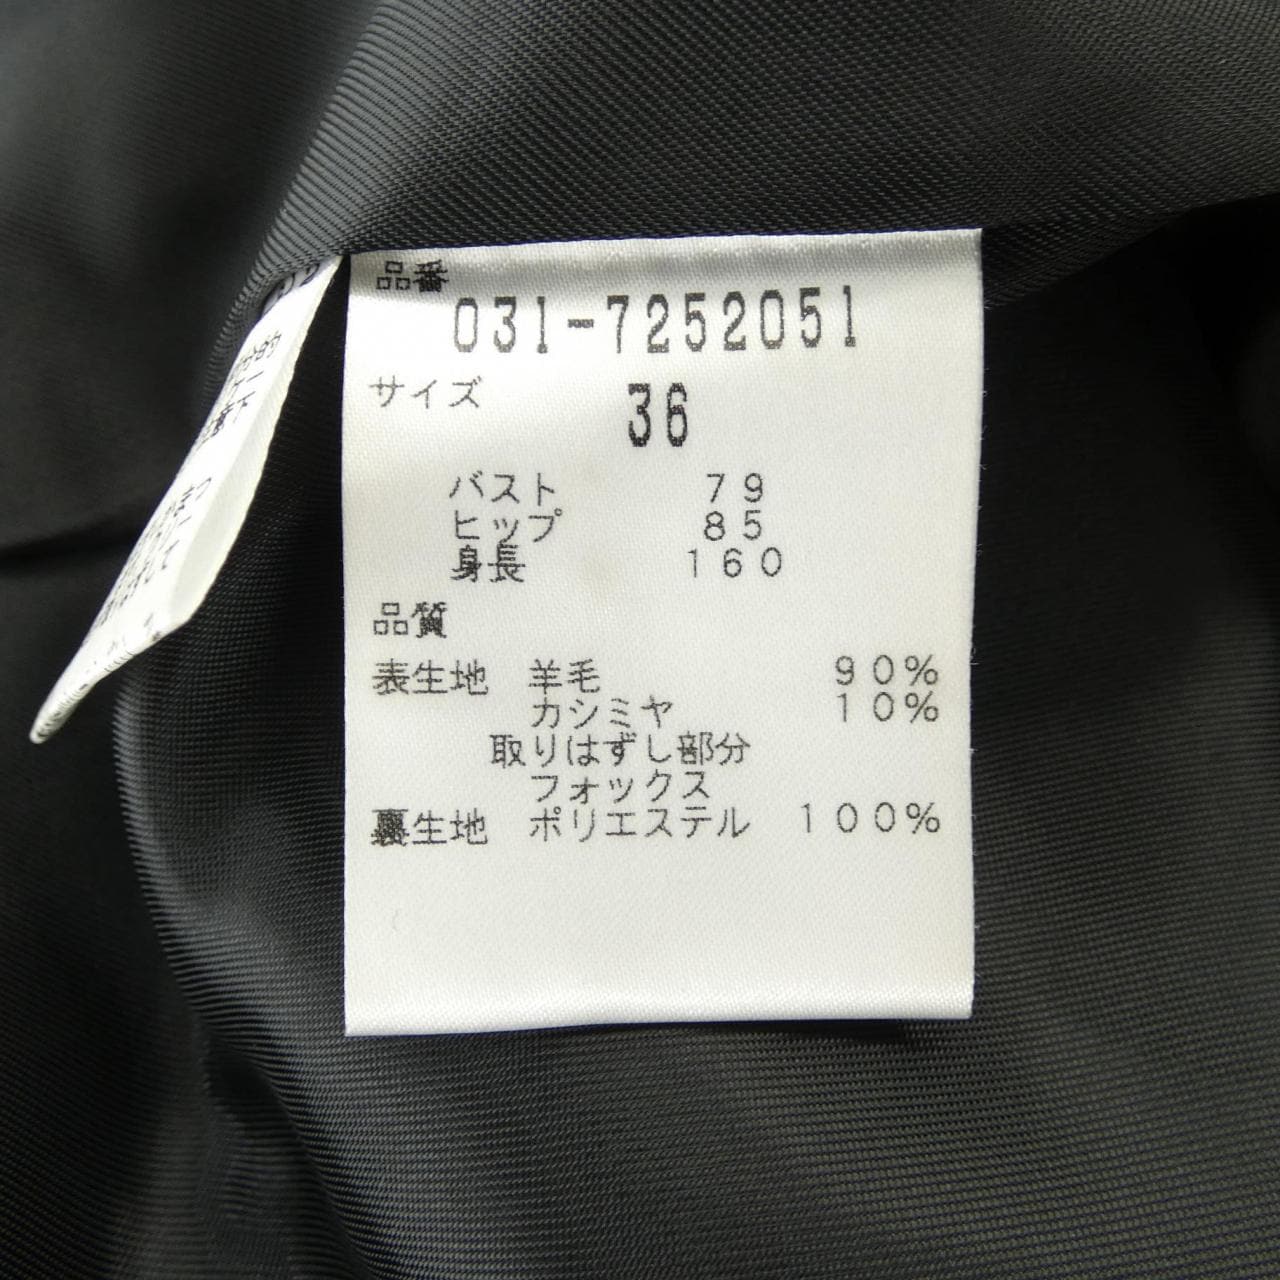 品番
031-7252051
サイズ 36
バスト 79
ヒップ 85
身長 160
品質
表生地 羊毛 90%
カシミヤ 10%
取りはずし部分
フォックス
裏生地 ポリエステル 100%